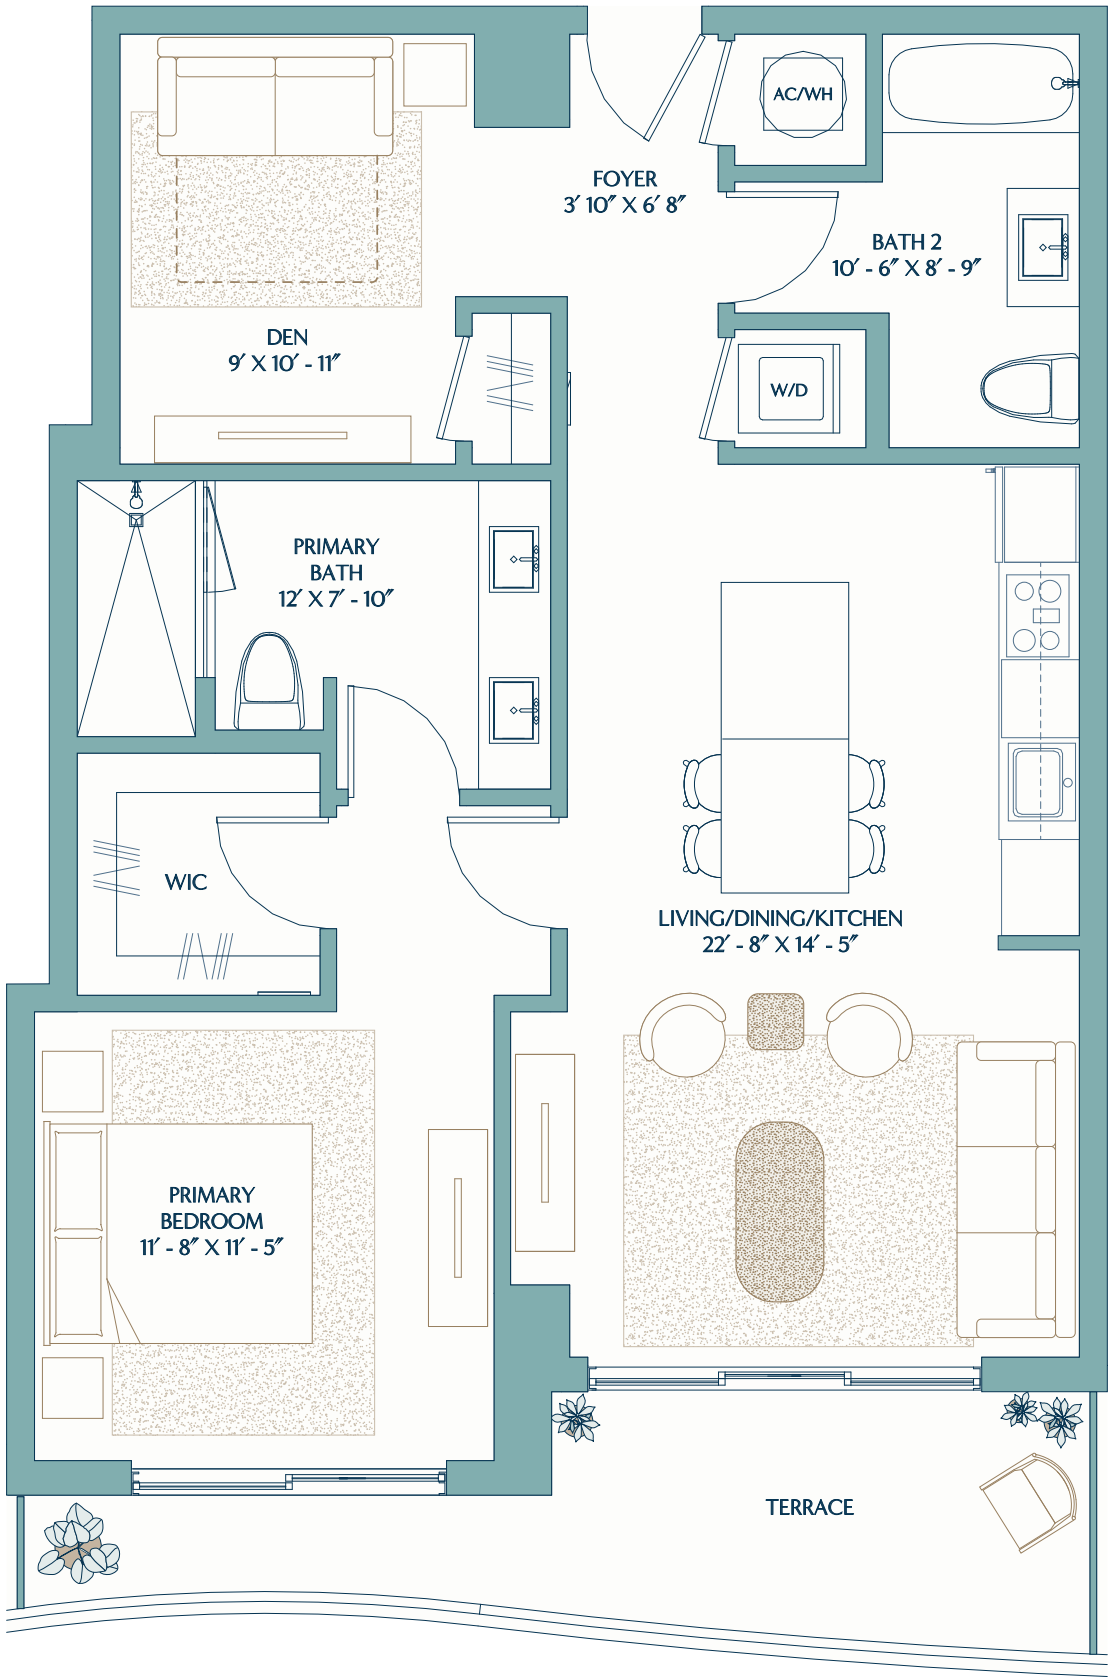 AC/WH
FOYER
3′ 10″ X 6′ 8″
BATH 2
10′ - 6″ X 8′ - 9″
DEN
9′ X 10′ - 11″
W/D
PRIMARY
BATH
12′ X 7′ - 10″
WIC
LIVING/DINING/KITCHEN
22′ - 8″ X 14′ - 5″
PRIMARY
BEDROOM
11′ - 8″ X 11′ - 5″
TERRACE